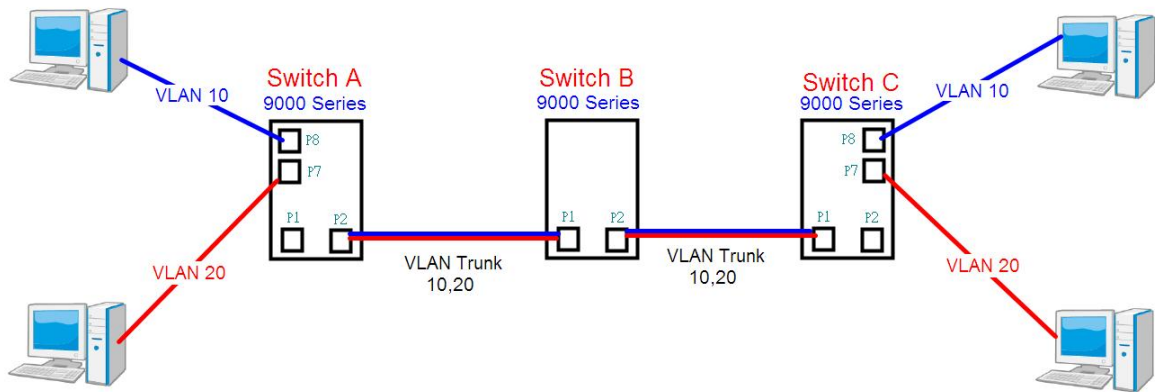 Switch A
9000 Series
Switch B
9000 Series
Switch C
9000 Series
VLAN 10
VLAN 10
P8
P8
P7
P7
P1
P2
P1
P2
P1
P2
VLAN 20
VLAN Trunk
10,20
VLAN Trunk
10,20
VLAN 20